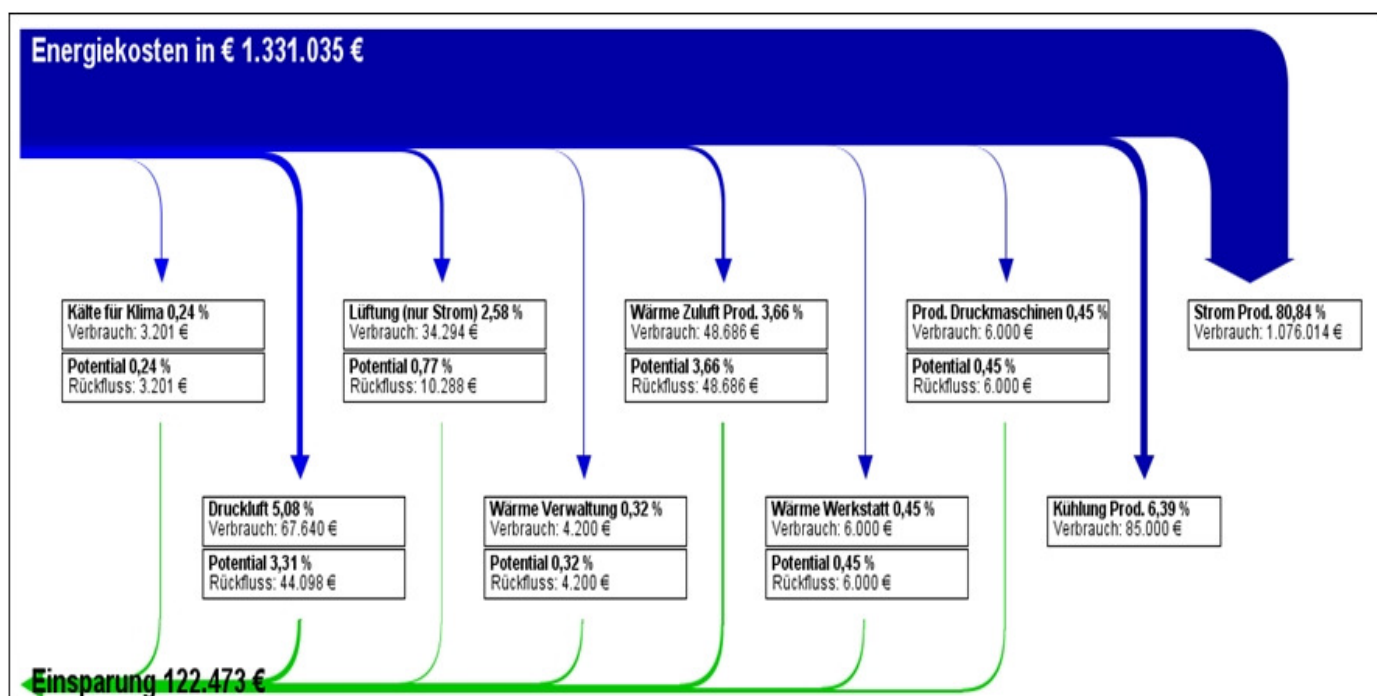 Energiekosten in € 1.331.035 €
Kälte für Klima 0,24 %
Verbrauch: 3.201 €
Potential 0,24 %
Rückfluss: 3.201 €
Lüftung (nur Strom) 2,58 %
Verbrauch: 34.294 €
Potential 0,77 %
Rückfluss: 10.288 €
Wärme Zuluft Prod. 3,66 %
Verbrauch: 48.686 €
Potential 3,66 %
Rückfluss: 48.686 €
Prod. Druckmaschinen 0,45 %
Verbrauch: 6.000 €
Potential 0,45 %
Rückfluss: 6.000 €
Strom Prod. 80,84 %
Verbrauch: 1.076.014 €
Druckluft 5,08 %
Verbrauch: 67.640 €
Potential 3,31 %
Rückfluss: 44.098 €
Wärme Verwaltung 0,32 %
Verbrauch: 4.200 €
Potential 0,32 %
Rückfluss: 4.200 €
Wärme Werkstatt 0,45 %
Verbrauch: 6.000 €
Potential 0,45 %
Rückfluss: 6.000 €
Kühlung Prod. 6,39 %
Verbrauch: 85.000 €
Einsparung 122.473 €